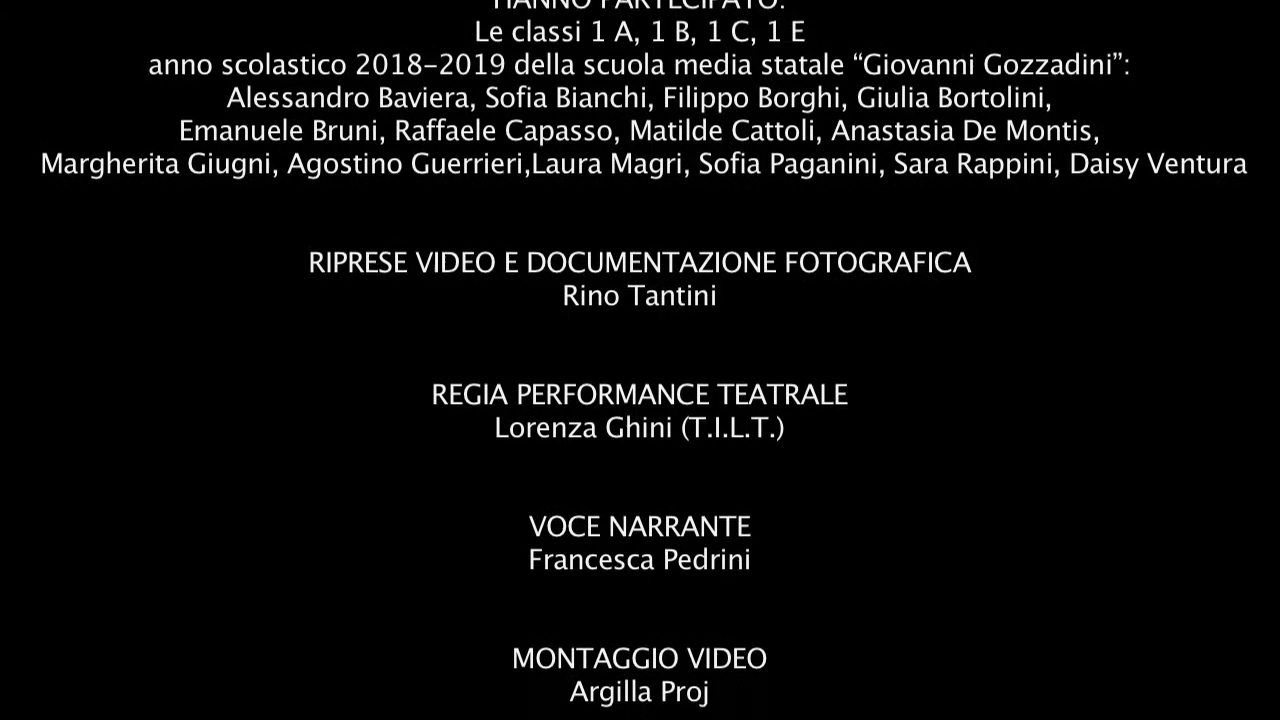 HANNO PARTECIPATO:
Le classi 1 A, 1 B, 1 C, 1 E
anno scolastico 2018-2019 della scuola media statale “Giovanni Gozzadini”:
Alessandro Baviera, Sofia Bianchi, Filippo Borghi, Giulia Bortolini,
Emanuele Bruni, Raffaele Capasso, Matilde Cattoli, Anastasia De Montis,
Margherita Giugni, Agostino Guerrieri,Laura Magri, Sofia Paganini, Sara Rappini, Daisy Ventura
RIPRESE VIDEO E DOCUMENTAZIONE FOTOGRAFICA
Rino Tantini
REGIA PERFORMANCE TEATRALE
Lorenza Ghini (T.I.L.T.)
VOCE NARRANTE
Francesca Pedrini
MONTAGGIO VIDEO
Argilla Proj